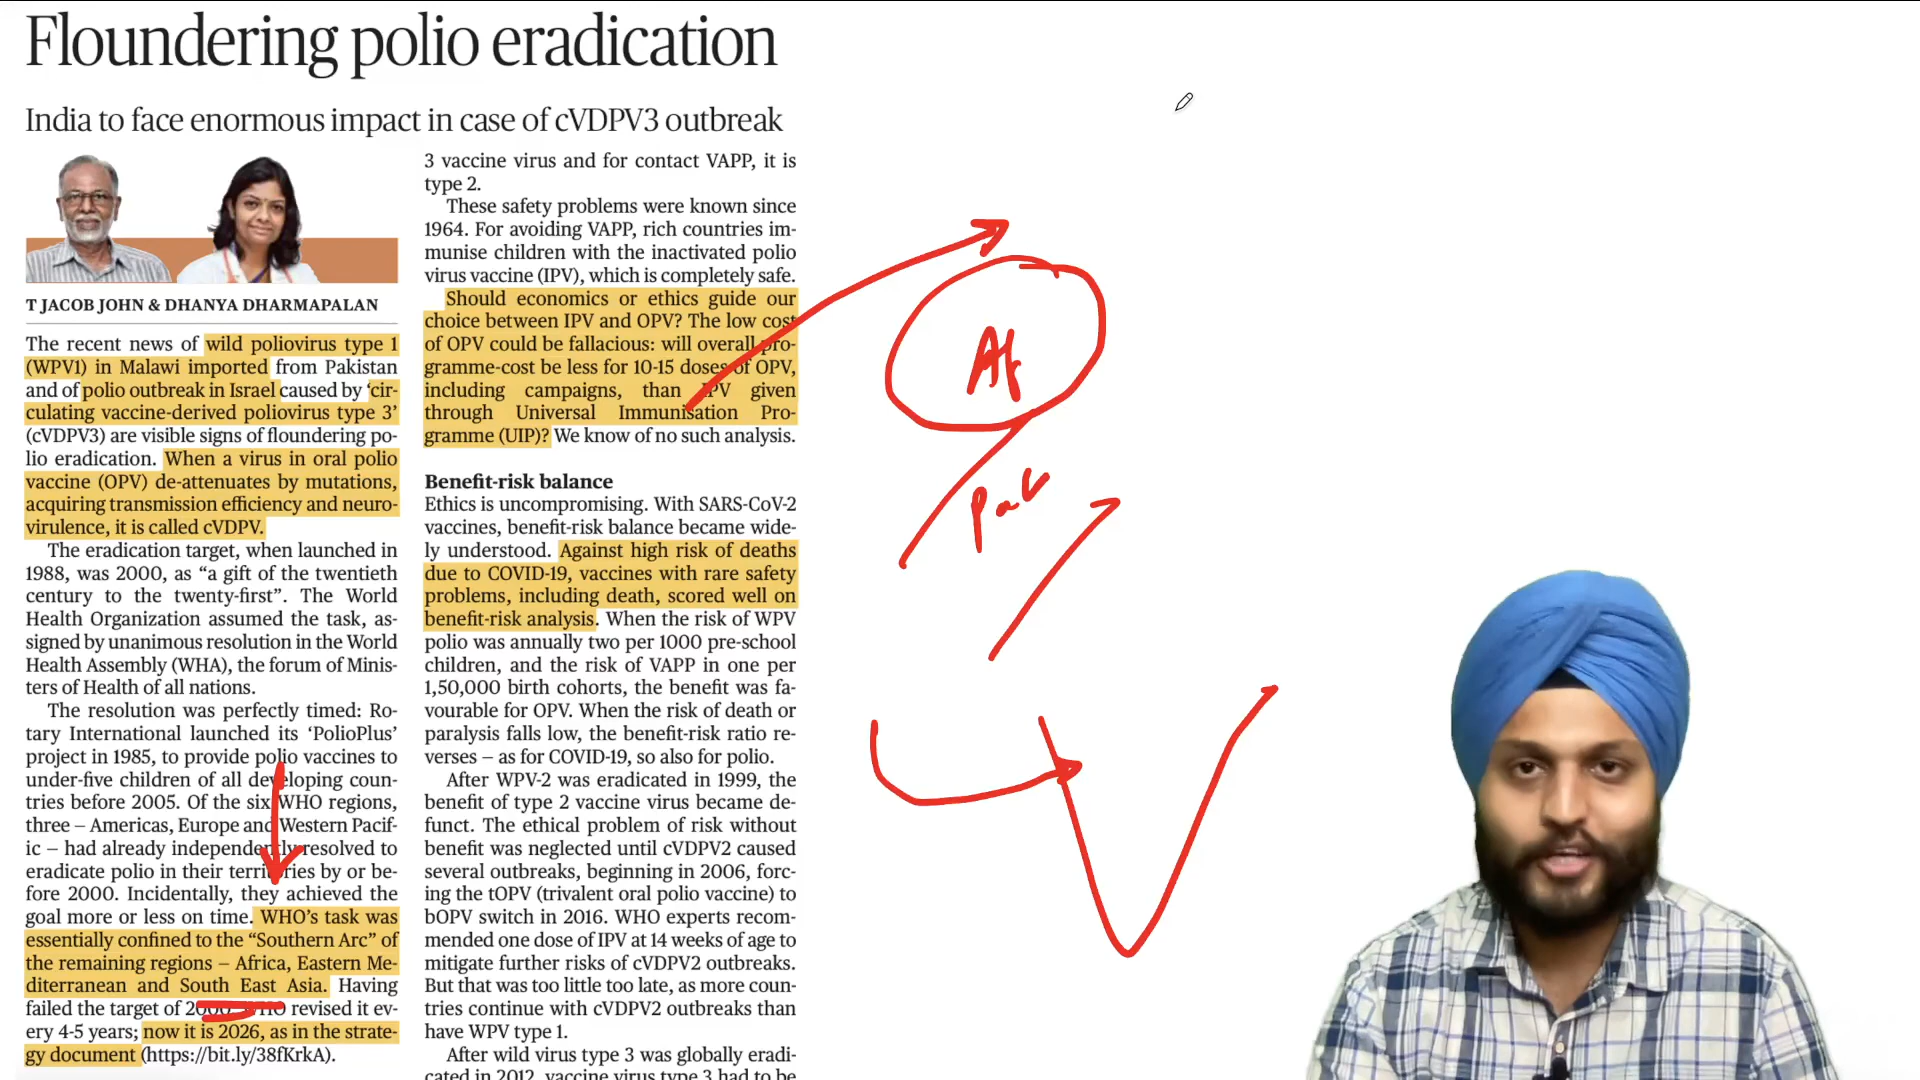 Floundering polio eradication
India to face enormous impact in case of cVDPV3 outbreak
T JACOB JOHN & DHANYA DHARMAPALAN
The recent news of wild poliovirus type 1
(WPV1) in Malawi imported from Pakistan
and of polio outbreak in Israel caused by ‘cir-
culating vaccine-derived poliovirus type 3’
(cVDPV3) are visible signs of floundering po-
lio eradication. When a virus in oral polio
vaccine (OPV) de-attenuates by mutations,
acquiring transmission efficiency and neuro-
virulence, it is called cVDPV.
The eradication target, when launched in
1988, was 2000, as “a gift of the twentieth
century to the twenty-first”. The World
Health Organization assumed the task, as-
signed by unanimous resolution in the World
Health Assembly (WHA), the forum of Minis-
ters of Health of all nations.
The resolution was perfectly timed: Ro-
tary International launched its ‘PolioPlus’
project in 1985, to provide polio vaccines to
under-five children of all developing coun-
tries before 2005. Of the six WHO regions,
three – Americas, Europe and Western Pacif-
ic – had already independently resolved to
eradicate polio in their territories by or be-
fore 2000. Incidentally, they achieved the
goal more or less on time. WHO’s task was
essentially confined to the “Southern Arc” of
the remaining regions – Africa, Eastern Me-
diterranean and South East Asia. Having
failed the target of 2000, WHO revised it ev-
ery 4-5 years; now it is 2026, as in the strate-
gy document (https://bit.ly/38fKrkA).
3 vaccine virus and for contact VAPP, it is
type 2.
These safety problems were known since
1964. For avoiding VAPP, rich countries im-
munise children with the inactivated polio
virus vaccine (IPV), which is completely safe.
Should economics or ethics guide our
choice between IPV and OPV? The low cost
of OPV could be fallacious: will overall pro-
gramme-cost be less for 10-15 doses of OPV,
including campaigns, than IPV given
through Universal Immunisation Pro-
gramme (UIP)? We know of no such analysis.
Benefit-risk balance
Ethics is uncompromising. With SARS-CoV-2
vaccines, benefit-risk balance became wide-
ly understood. Against high risk of deaths
due to COVID-19, vaccines with rare safety
problems, including death, scored well on
benefit-risk analysis. When the risk of WPV
polio was annually two per 1000 pre-school
children, and the risk of VAPP in one per
1,50,000 birth cohorts, the benefit was fa-
vourable for OPV. When the risk of death or
paralysis falls low, the benefit-risk ratio re-
verses – as for COVID-19, so also for polio.
After WPV-2 was eradicated in 1999, the
benefit of type 2 vaccine virus became de-
funct. The ethical problem of risk without
benefit was neglected until cVDPV2 caused
several outbreaks, beginning in 2006, forc-
ing the tOPV (trivalent oral polio vaccine) to
bOPV switch in 2016. WHO experts recom-
mended one dose of IPV at 14 weeks of age to
mitigate further risks of cVDPV2 outbreaks.
But that was too little too late, as more coun-
tries continue with cVDPV2 outbreaks than
have WPV type 1.
After wild virus type 3 was globally eradi-
cated in 2012, vaccine virus type 3 had to be
Af